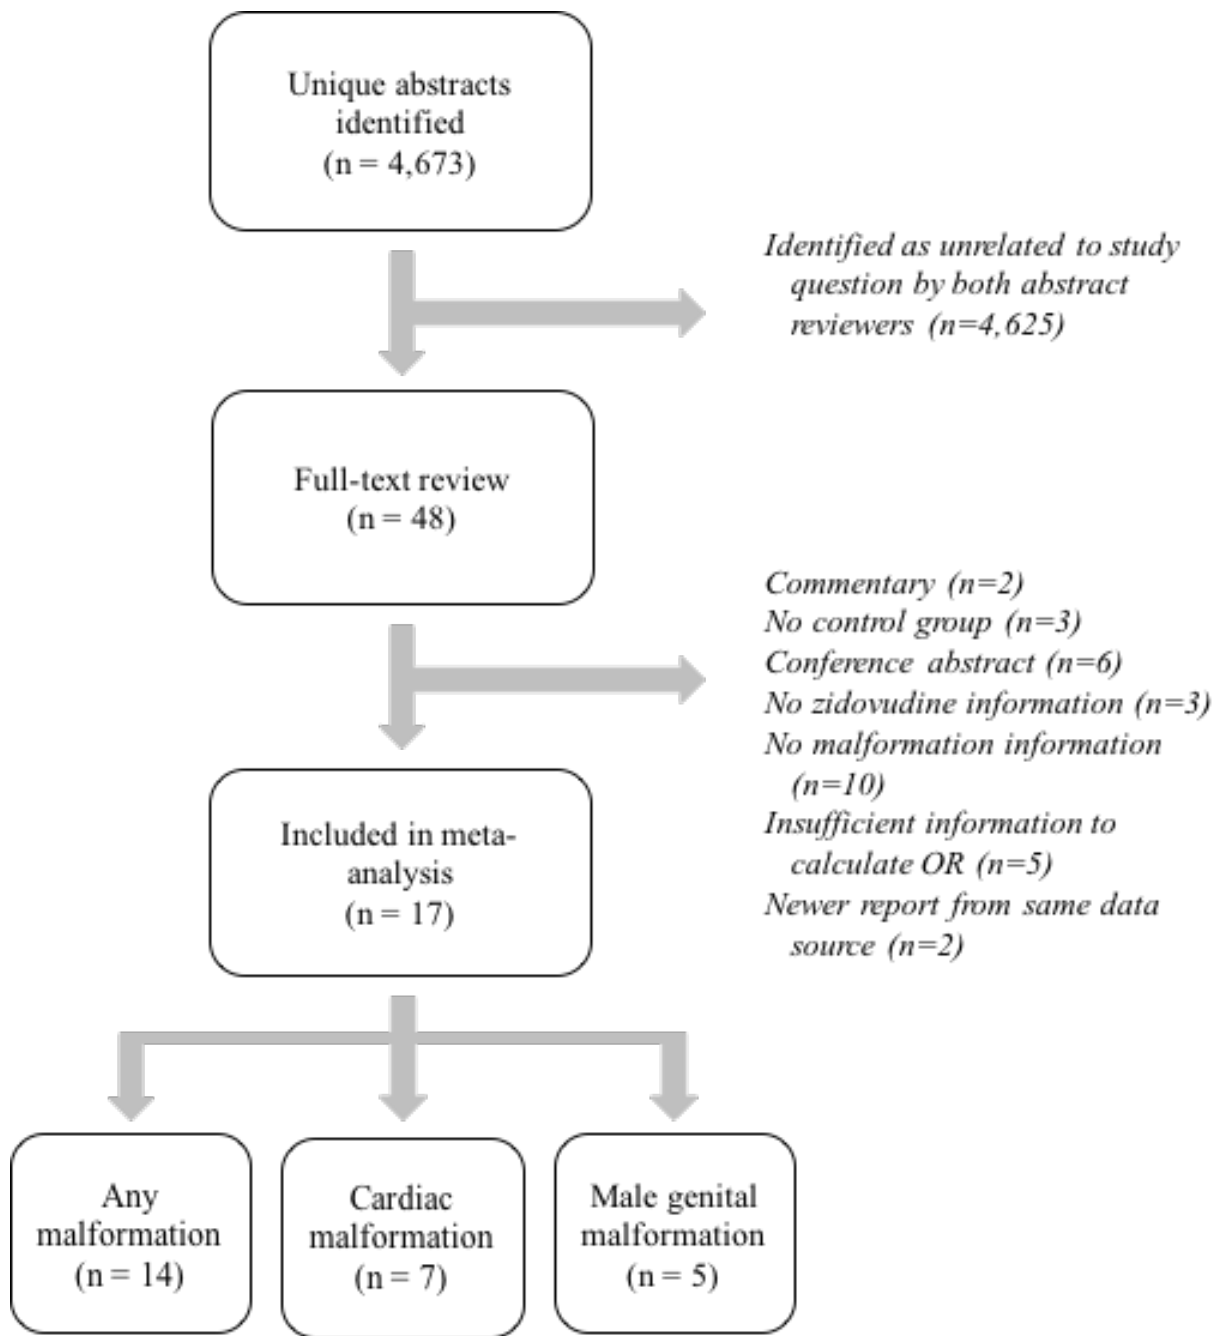 Unique abstracts
identified
(n = 4,673)
Identified as unrelated to study
question by both abstract
reviewers (n=4,625)
Full-text review
(n = 48)
Commentary (n=2)
No control group (n=3)
Conference abstract (n=6)
No zidovudine information (n=3)
No malformation information
(n=10)
Insufficient information to
calculate OR (n=5)
Newer report from same data
source (n=2)
Included in meta-
analysis
(n = 17)
Any
malformation
(n = 14)
Cardiac
malformation
(n = 7)
Male genital
malformation
(n = 5)